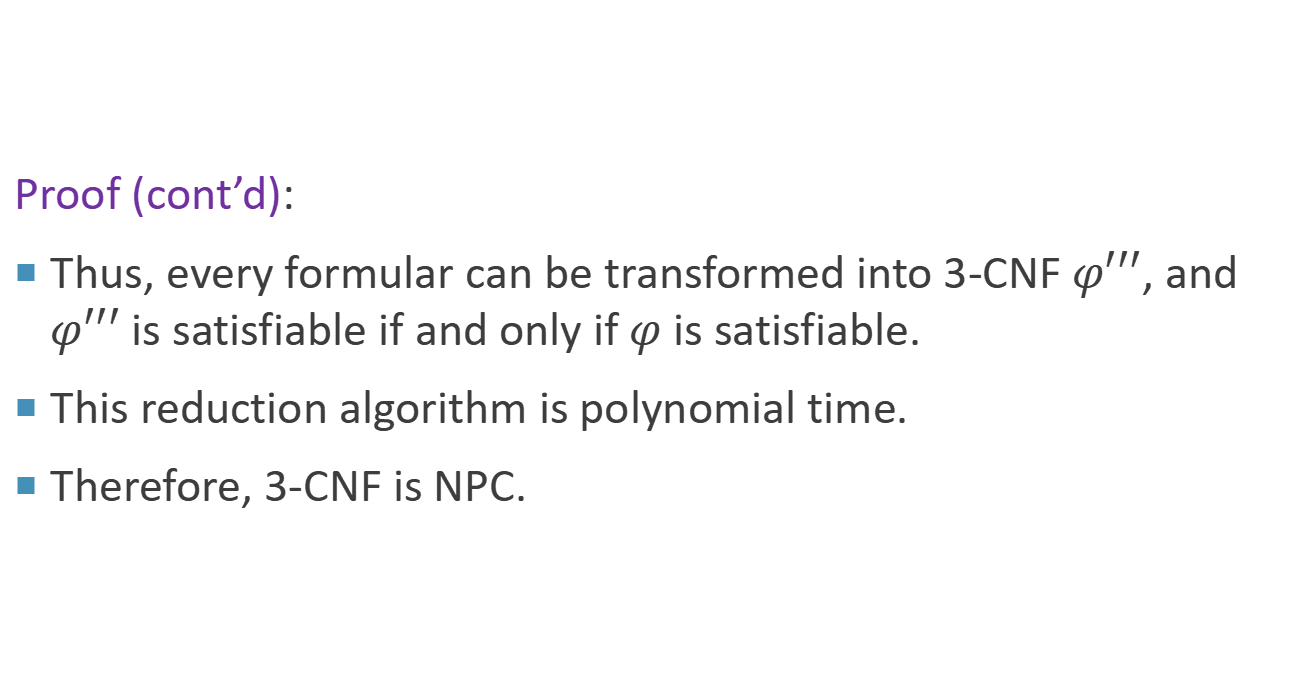 Proof (cont’d):
▪ Thus, every formular can be transformed into 3-CNF 𝜑′′′, and
𝜑′′′ is satisfiable if and only if 𝜑 is satisfiable.
▪ This reduction algorithm is polynomial time.
▪ Therefore, 3-CNF is NPC.